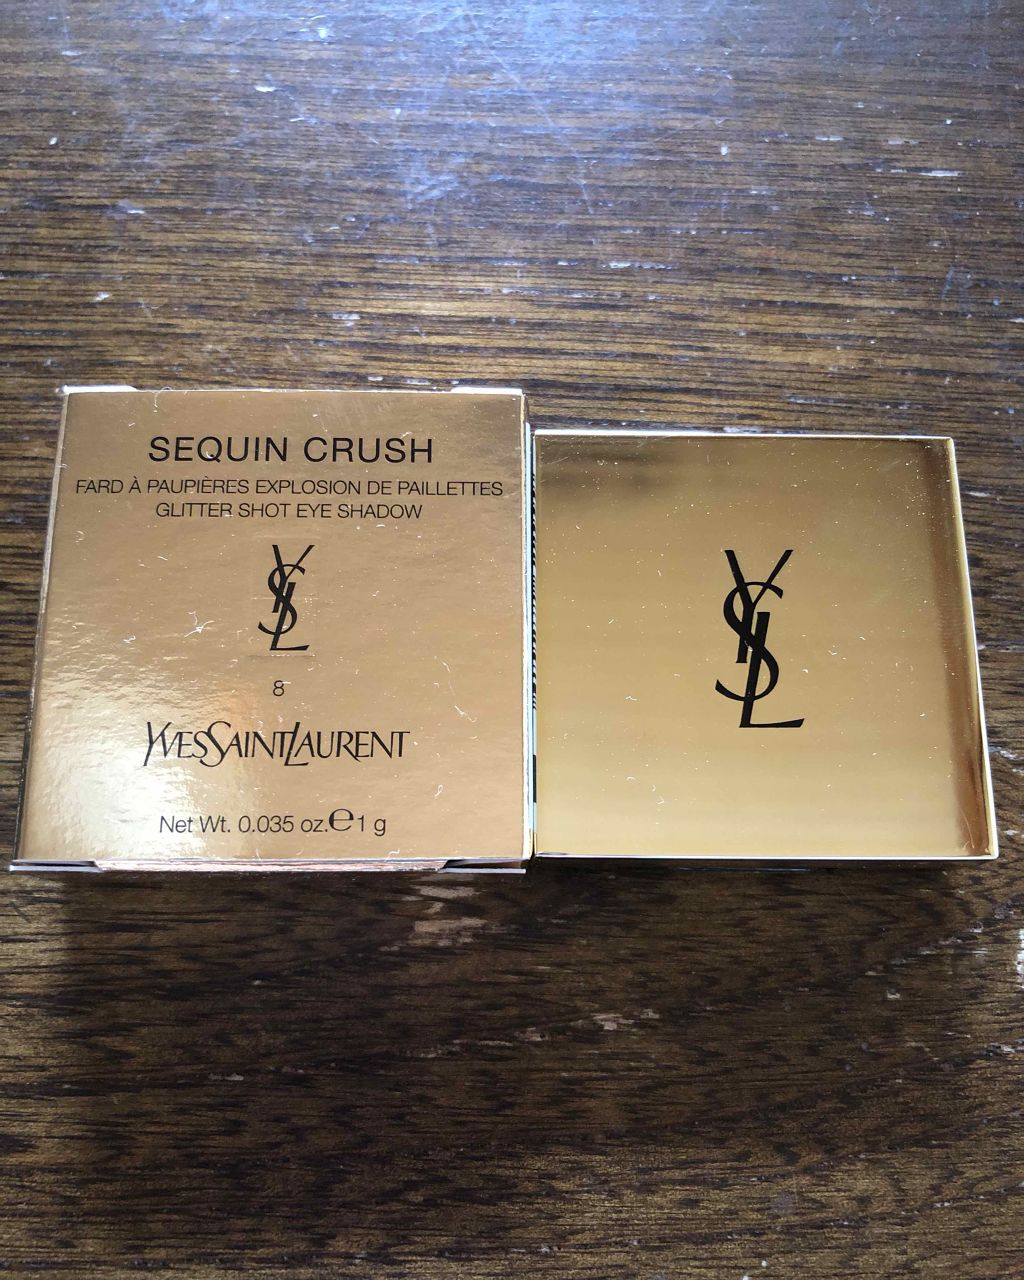 SEQUIN CRUSH
FARD À PAUPIÈRES EXPLOSION DE PAILLETTES
GLITTER SHOT EYE SHADOW
YSL
8
YVESSAINTLAURENT
Net Wt. 0.035 oz.℮1 g
YSL